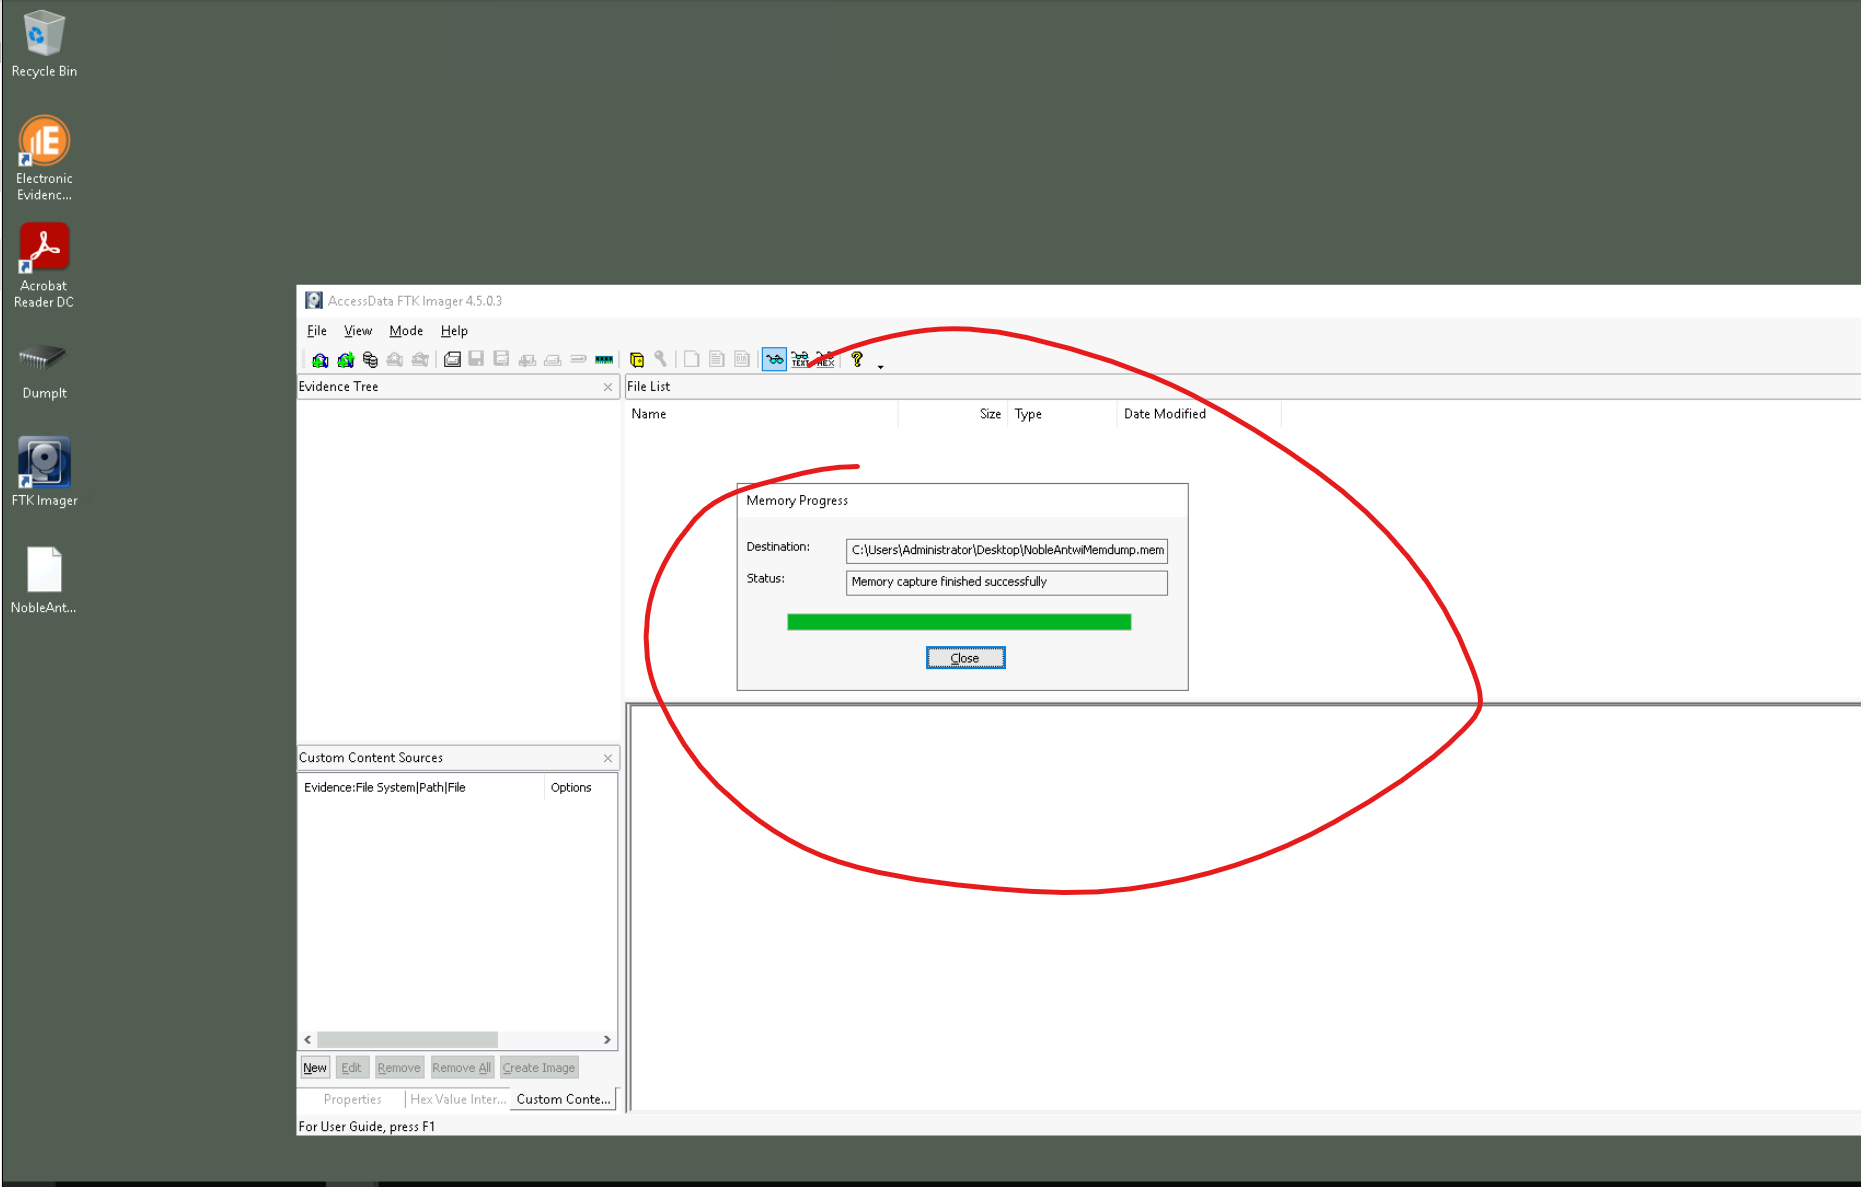 Recycle Bin
Electronic
Evidenc...
Acrobat
Reader DC
DumpIt
FTK Imager
NobleAnt...
AccessData FTK Imager 4.5.0.3
File View Mode Help
TEXT HEX
Evidence Tree
File List
Name Size Type Date Modified
Memory Progress
Destination: C:\Users\Administrator\Desktop\NobleAntwiMemdump.mem
Status: Memory capture finished successfully
Close
Custom Content Sources
Evidence:File System|Path|File Options
New Edit Remove Remove All Create Image
Properties Hex Value Inter... Custom Conte...
For User Guide, press F1